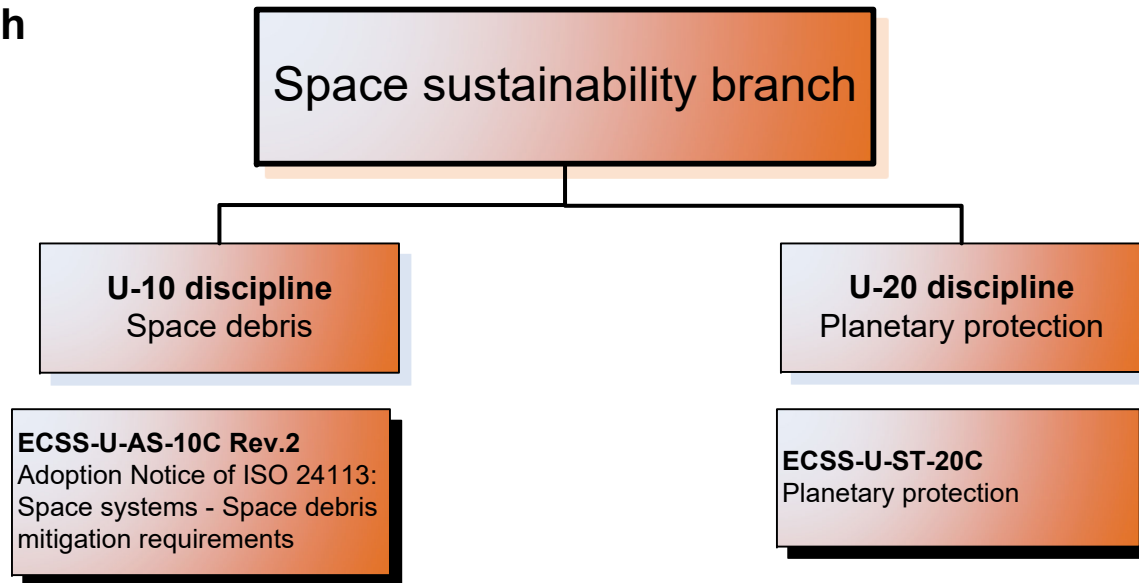 h
Space sustainability branch
U-10 discipline
Space debris
U-20 discipline
Planetary protection
ECSS-U-AS-10C Rev.2
Adoption Notice of ISO 24113:
Space systems - Space debris
mitigation requirements
ECSS-U-ST-20C
Planetary protection